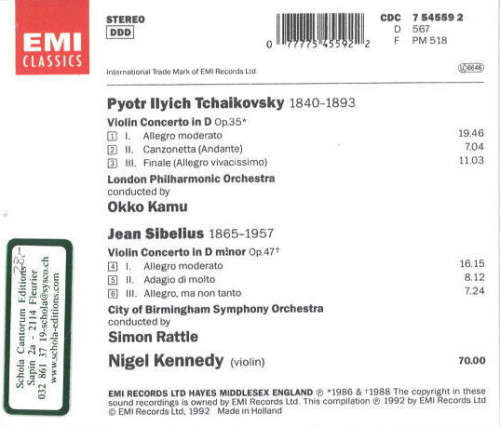 EMI
CLASSICS
STEREO
DDD
0 77775 45592 2
CDC 7 54559 2
D 567
F PM 518
International Trade Mark of EMI Records Ltd.
Pyotr Ilyich Tchaikovsky 1840-1893
Violin Concerto in D Op.35*
1 I. Allegro moderato 19.46
2 II. Canzonetta (Andante) 7.04
3 III. Finale (Allegro vivacissimo) 11.03
London Philharmonic Orchestra
conducted by
Okko Kamu
Jean Sibelius 1865-1957
Violin Concerto in D minor Op.47†
4 I. Allegro moderato 16.15
5 II. Adagio di molto 8.12
6 III. Allegro, ma non tanto 7.24
City of Birmingham Symphony Orchestra
conducted by
Simon Rattle
Nigel Kennedy (violin) 70.00
EMI RECORDS LTD HAYES MIDDLESEX ENGLAND ℗ *1986 & †1988 The copyright in these
sound recordings is owned by EMI Records Ltd. This compilation ℗ 1992 by EMI Records Ltd,
© EMI Records Ltd, 1992 Made in Holland
Schola Cantorum Editions
Sapin 2a - 2114 Fleurier
032 861 37 19-schola@sysco.ch
www.schola-editions.com